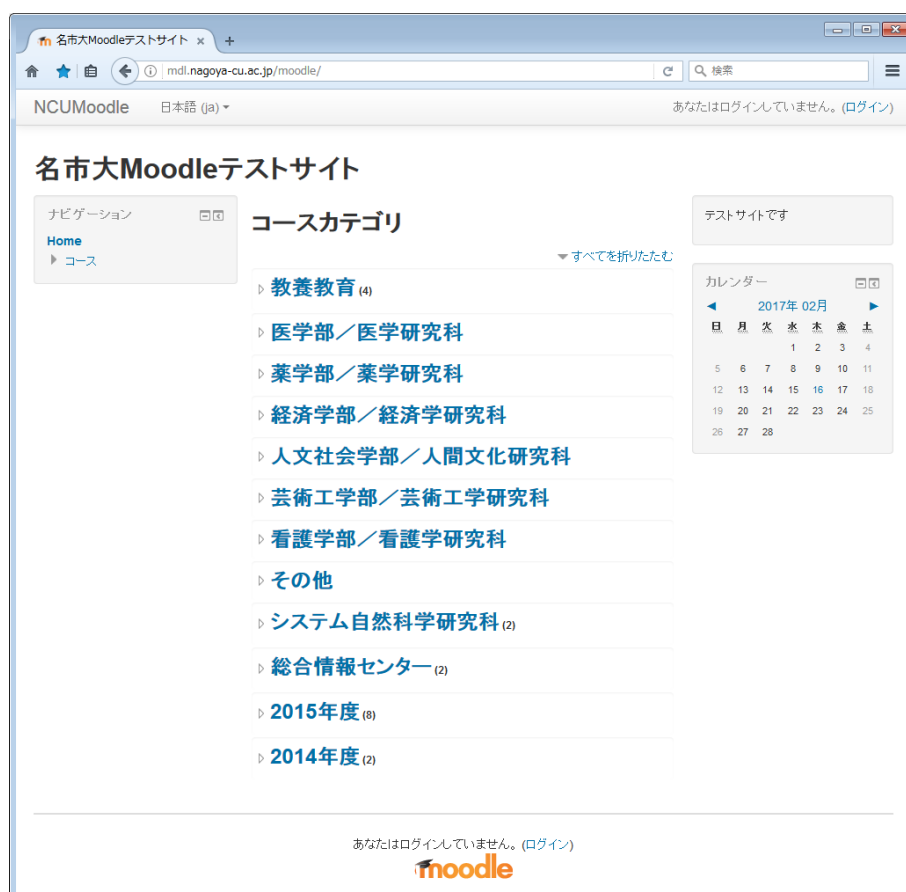 名市大Moodleテストサイト × +
mdl.nagoya-cu.ac.jp/moodle/ 検索
NCUMoodle 日本語 (ja) あなたはログインしていません。(ログイン)
名市大Moodleテストサイト
ナビゲーション
Home
コース
コースカテゴリ
すべてを折りたたむ
教養教育 (4)
医学部／医学研究科
薬学部／薬学研究科
経済学部／経済学研究科
人文社会学部／人間文化研究科
芸術工学部／芸術工学研究科
看護学部／看護学研究科
その他
システム自然科学研究科 (2)
総合情報センター (2)
2015年度 (8)
2014年度 (2)
テストサイトです
カレンダー
◀ 2017年 02月 ▶
日 月 火 水 木 金 土
1 2 3 4
5 6 7 8 9 10 11
12 13 14 15 16 17 18
19 20 21 22 23 24 25
26 27 28
あなたはログインしていません。(ログイン)
moodle